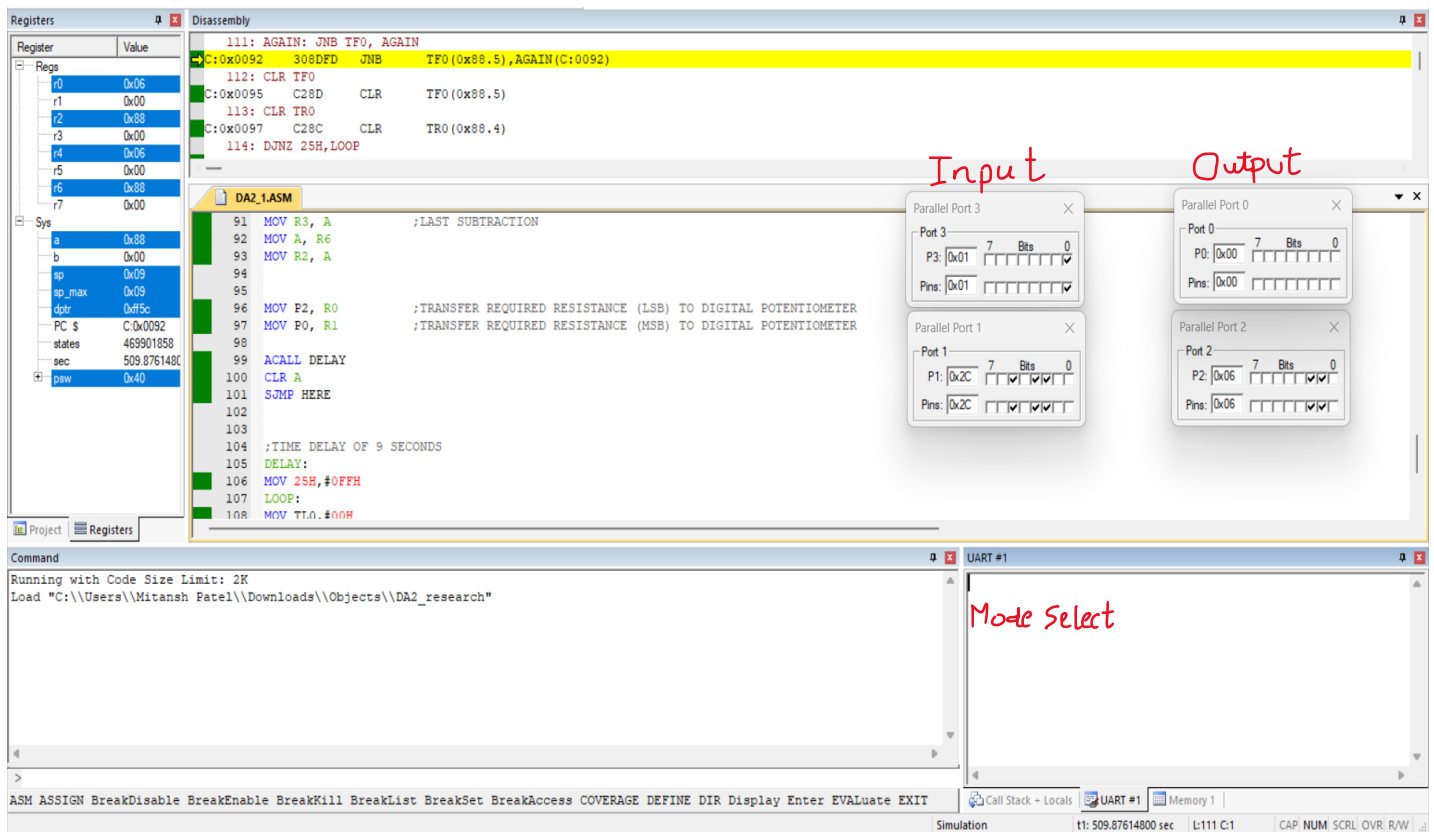 Registers
Register Value
Regs
r0 0x06
r1 0x00
r2 0x88
r3 0x00
r4 0x06
r5 0x00
r6 0x88
r7 0x00
Sys
a 0x88
b 0x00
sp 0x09
sp_max 0x09
dptr 0xff5c
PC $ C:0x0092
states 469901858
sec 509.8761480
psw 0x40
Project Registers
Disassembly
111: AGAIN: JNB TF0, AGAIN
C:0x0092 308DFD JNB TF0(0x88.5),AGAIN(C:0092)
112: CLR TF0
C:0x0095 C28D CLR TF0(0x88.5)
113: CLR TR0
C:0x0097 C28C CLR TR0(0x88.4)
114: DJNZ 25H,LOOP
DA2_1.ASM
91 MOV R3, A ;LAST SUBTRACTION
92 MOV A, R6
93 MOV R2, A
94
95
96 MOV P2, R0 ;TRANSFER REQUIRED RESISTANCE (LSB) TO DIGITAL POTENTIOMETER
97 MOV P0, R1 ;TRANSFER REQUIRED RESISTANCE (MSB) TO DIGITAL POTENTIOMETER
98
99 ACALL DELAY
100 CLR A
101 SJMP HERE
102
103
104 ;TIME DELAY OF 9 SECONDS
105 DELAY:
106 MOV 25H,#0FFH
107 LOOP:
108 MOV TL0,#00H
Input
Parallel Port 3
Port 3
7 Bits 0
P3: 0x01
Pins: 0x01
Parallel Port 1
Port 1
7 Bits 0
P1: 0x2C
Pins: 0x2C
Output
Parallel Port 0
Port 0
7 Bits 0
P0: 0x00
Pins: 0x00
Parallel Port 2
Port 2
7 Bits 0
P2: 0x06
Pins: 0x06
Command
Running with Code Size Limit: 2K
Load "C:\\Users\\Mitansh Patel\\Downloads\\Objects\\DA2_research"
>
ASM ASSIGN BreakDisable BreakEnable BreakKill BreakList BreakSet BreakAccess COVERAGE DEFINE DIR Display Enter EVALuate EXIT
UART #1
Mode Select
Call Stack + Locals UART #1 Memory 1
Simulation t1: 509.87614800 sec L:111 C:1 CAP NUM SCRL OVR R/W